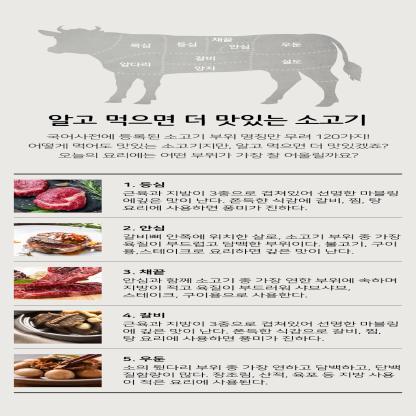 목심
등심
채끝
안심
우둔
앞다리
갈비
양지
설도
알고 먹으면 더 맛있는 소고기
국어사전에 등록된 소고기 부위 명칭만 무려 120가지!
어떻게 먹어도 맛있는 소고기지만, 알고 먹으면 더 맛있겠죠?
오늘의 요리에는 어떤 부위가 가장 잘 어울릴까요?
1. 등심
근육과 지방이 3층으로 겹쳐있어 선명한 마블링
에깊은 맛이 난다. 쫀득한 식감에 갈비, 찜, 탕
요리에 사용하면 풍미가 진하다.
2. 안심
갈비뼈 안쪽에 위치한 살로, 소고기 부위 중 가장
육질이 부드럽고 담백한 부위이다. 불고기, 구이
용,스테이크로 요리하면 깊은 맛이 난다.
3. 채끝
안심과 함께 소고기 중 가장 연한 부위에 속하며
지방이 적고 육질이 부드러워 샤브샤브,
스테이크, 구이용으로 사용한다.
4. 갈비
근육과 지방이 3층으로 겹쳐있어 선명한 마블링
에 깊은 맛이 난다. 쫀득한 식감으로 갈비, 찜,
탕 요리에 사용하면 풍미가 진하다.
5. 우둔
소의 뒷다리 부위 중 가장 연하고 담백하고, 단백
질함량이 많다. 장조림, 산적, 육포 등 지방 사용
이 적은 요리에 사용된다.